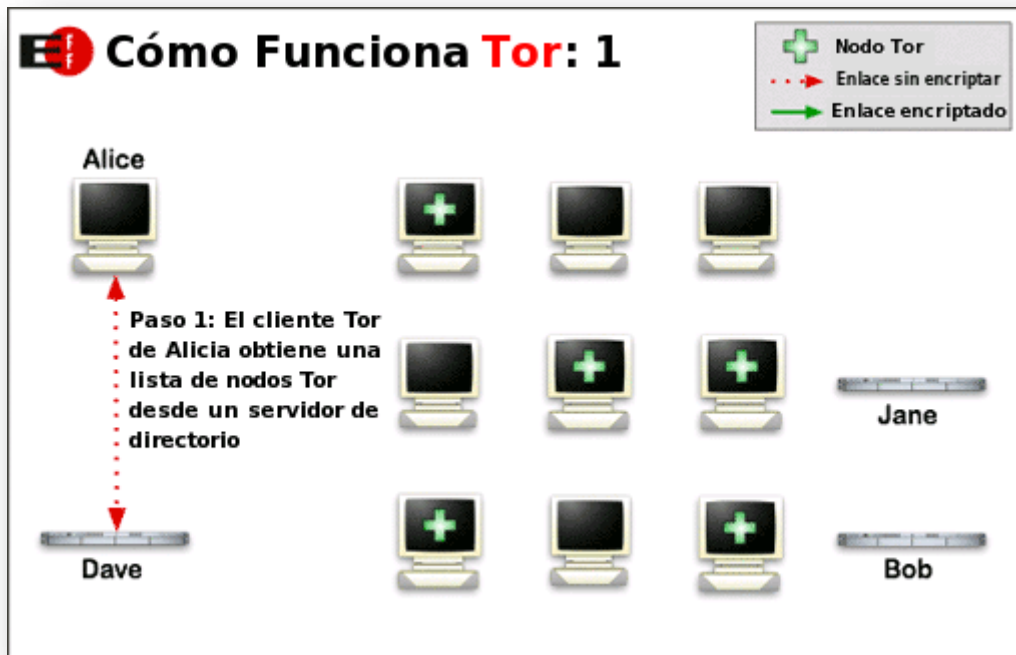 EFF Cómo Funciona Tor: 1
Nodo Tor
Enlace sin encriptar
Enlace encriptado
Alice
Paso 1: El cliente Tor
de Alicia obtiene una
lista de nodos Tor
desde un servidor de
directorio
Jane
Dave
Bob